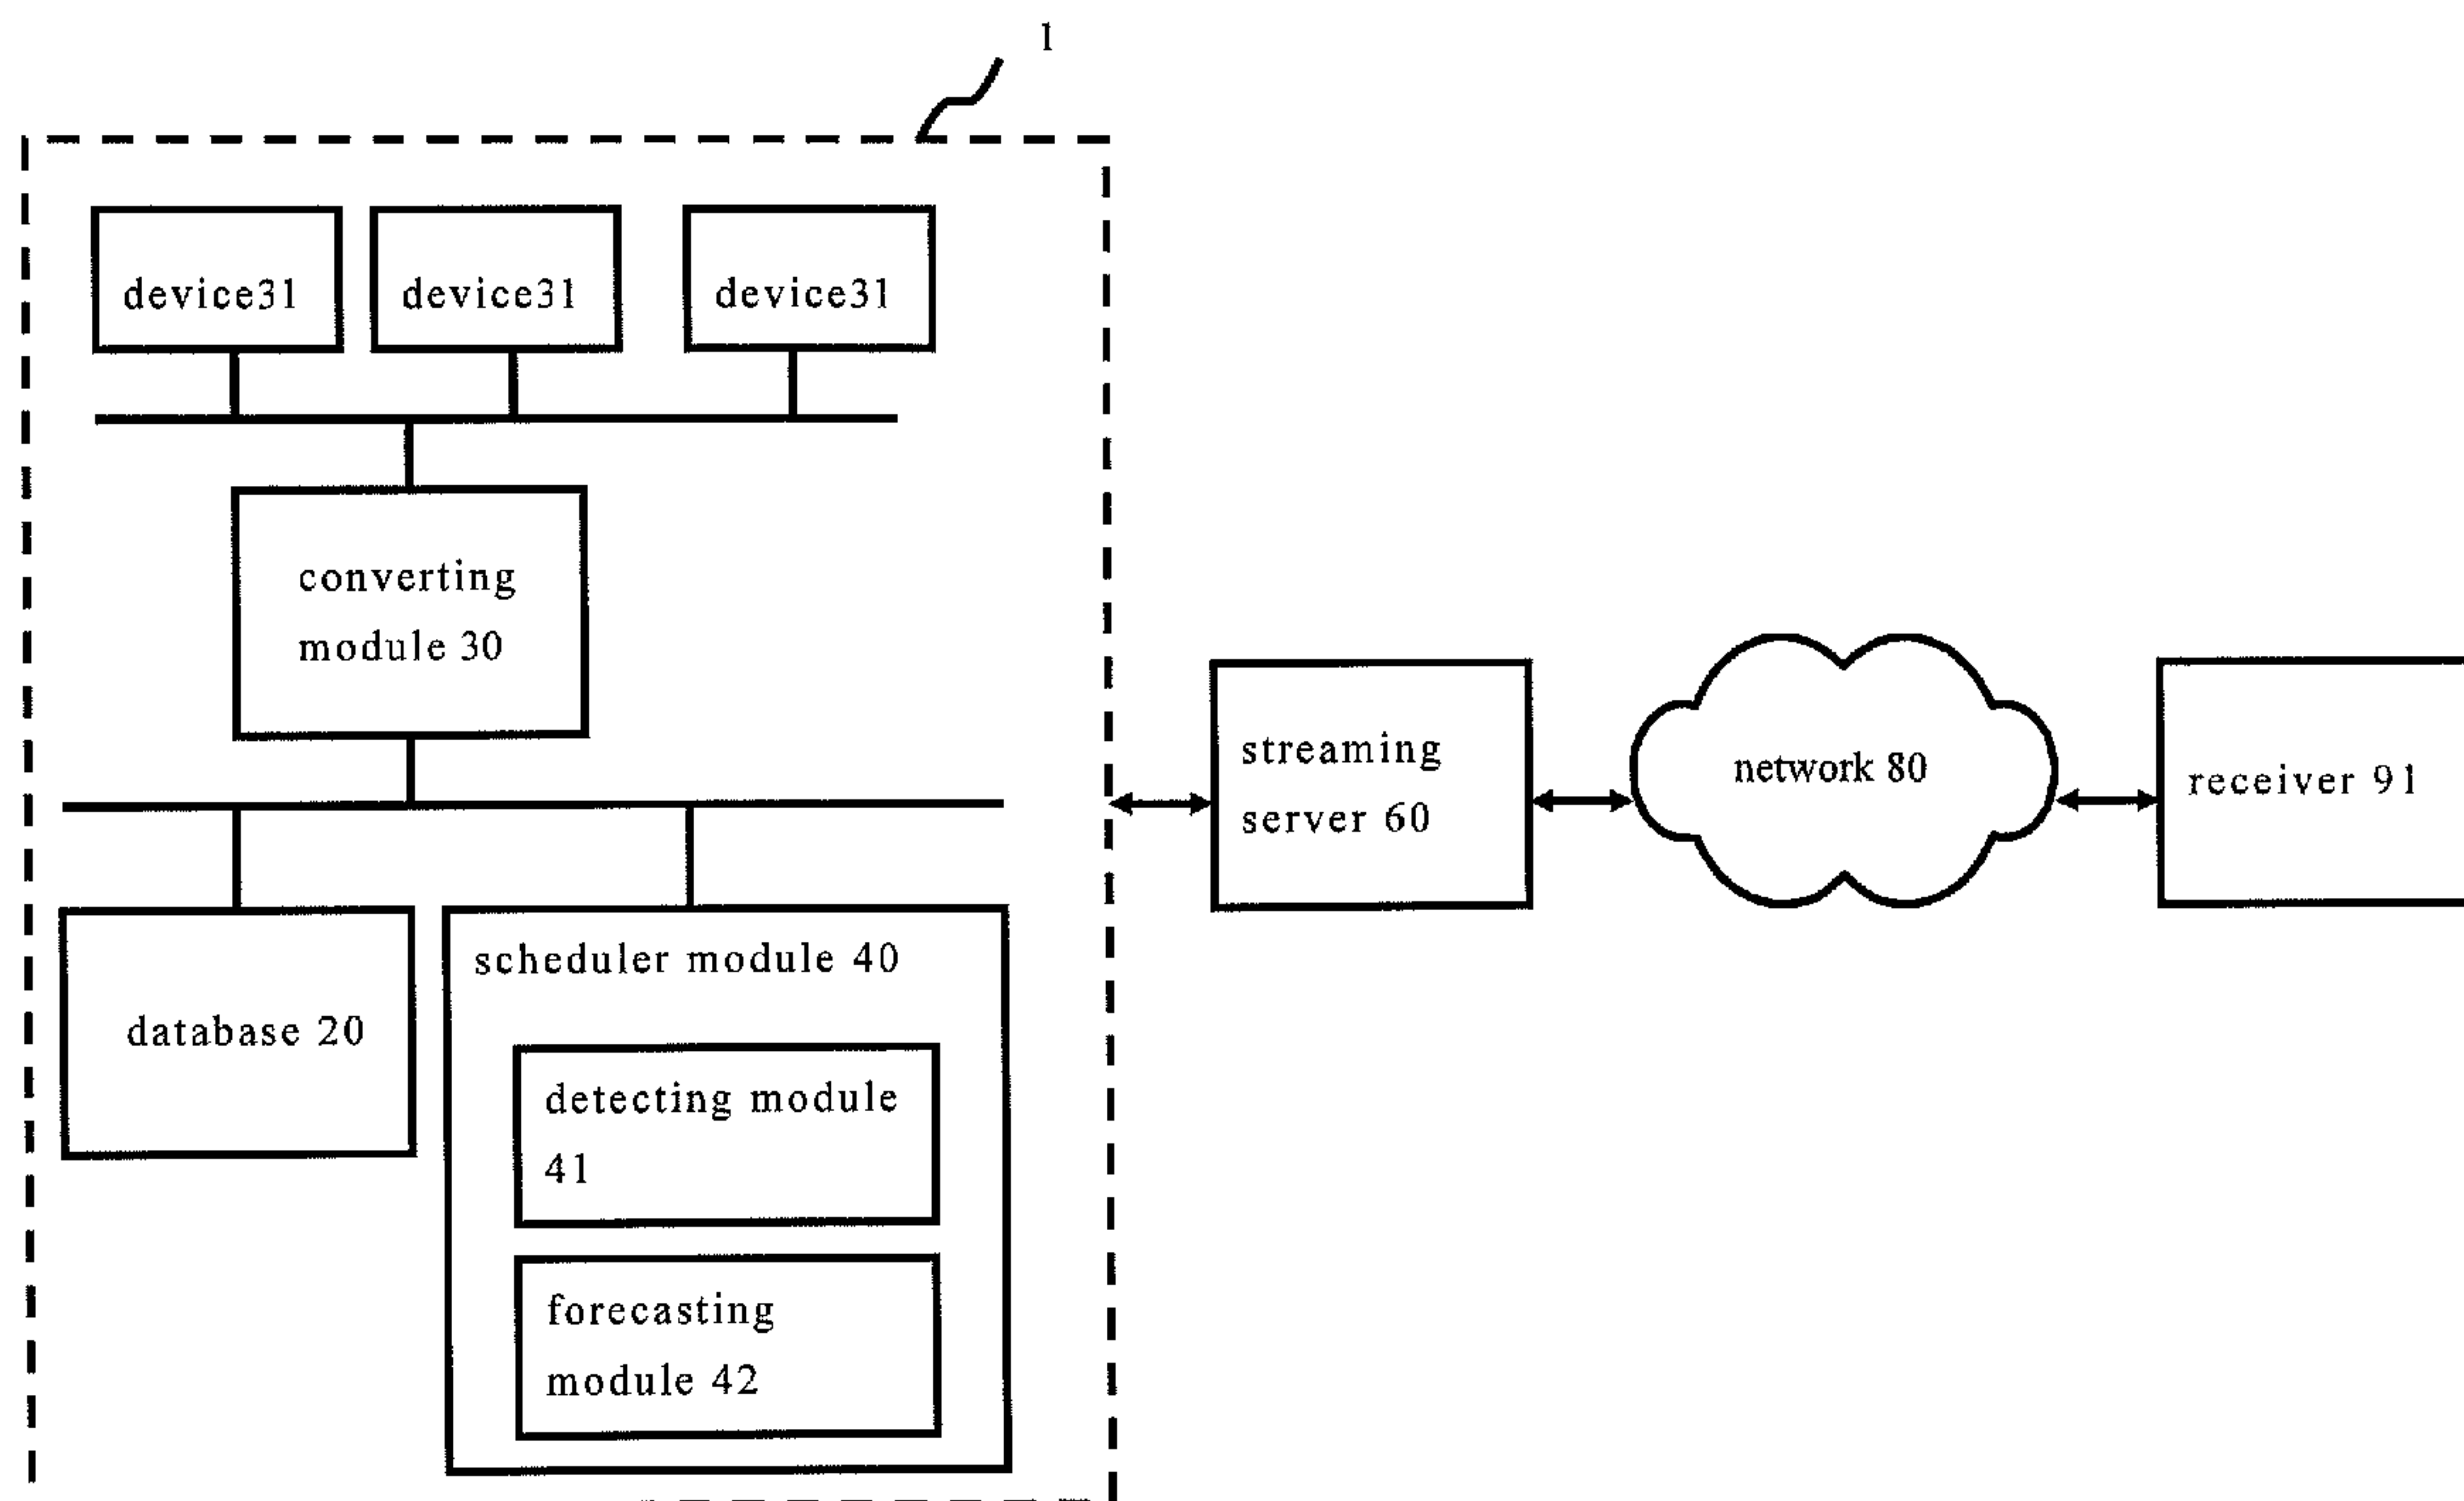 1
device31
device31
device31
converting
module 30
streaming
server 60
network 80
receiver 91
scheduler module 40
database 20
detecting module
41
forecasting
module 42